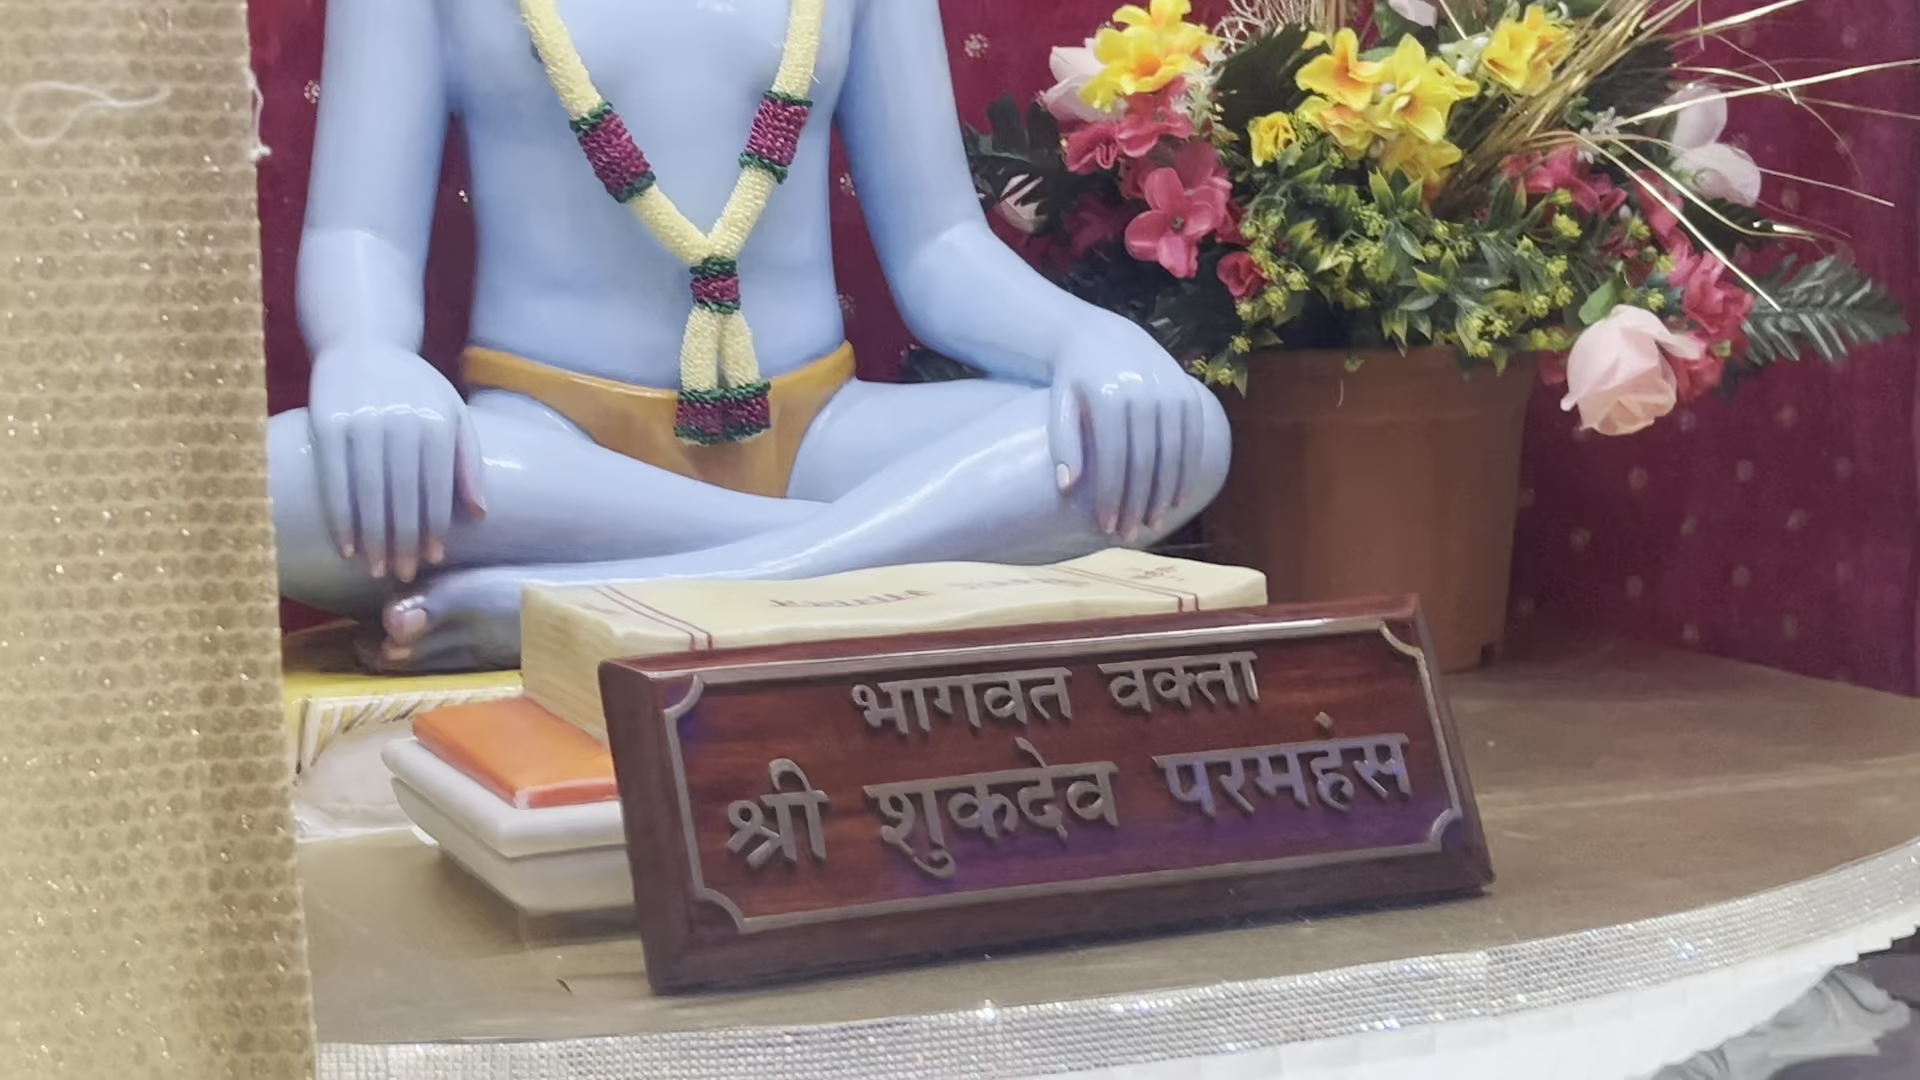 भागवत वक्ता
श्री शुकदेव परमहंस